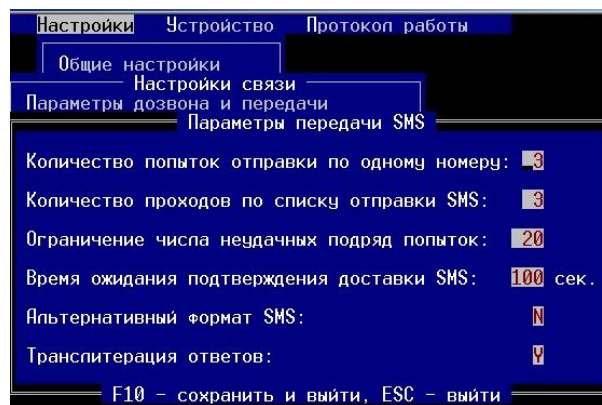 Настройки Устройство Протокол работы
Общие настройки
Настройки связи
Параметры дозвона и передачи
Параметры передачи SMS
Количество попыток отправки по одному номеру: 3
Количество проходов по списку отправки SMS: 3
Ограничение числа неудачных подряд попыток: 20
Время ожидания подтверждения доставки SMS: 100 сек.
Альтернативный формат SMS: N
Транслитерация ответов: Y
F10 - сохранить и выйти, ESC - выйти